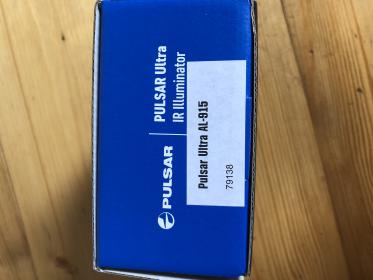 PULSAR
PULSAR Ultra
IR Illuminator
Pulsar Ultra AL-915
79138